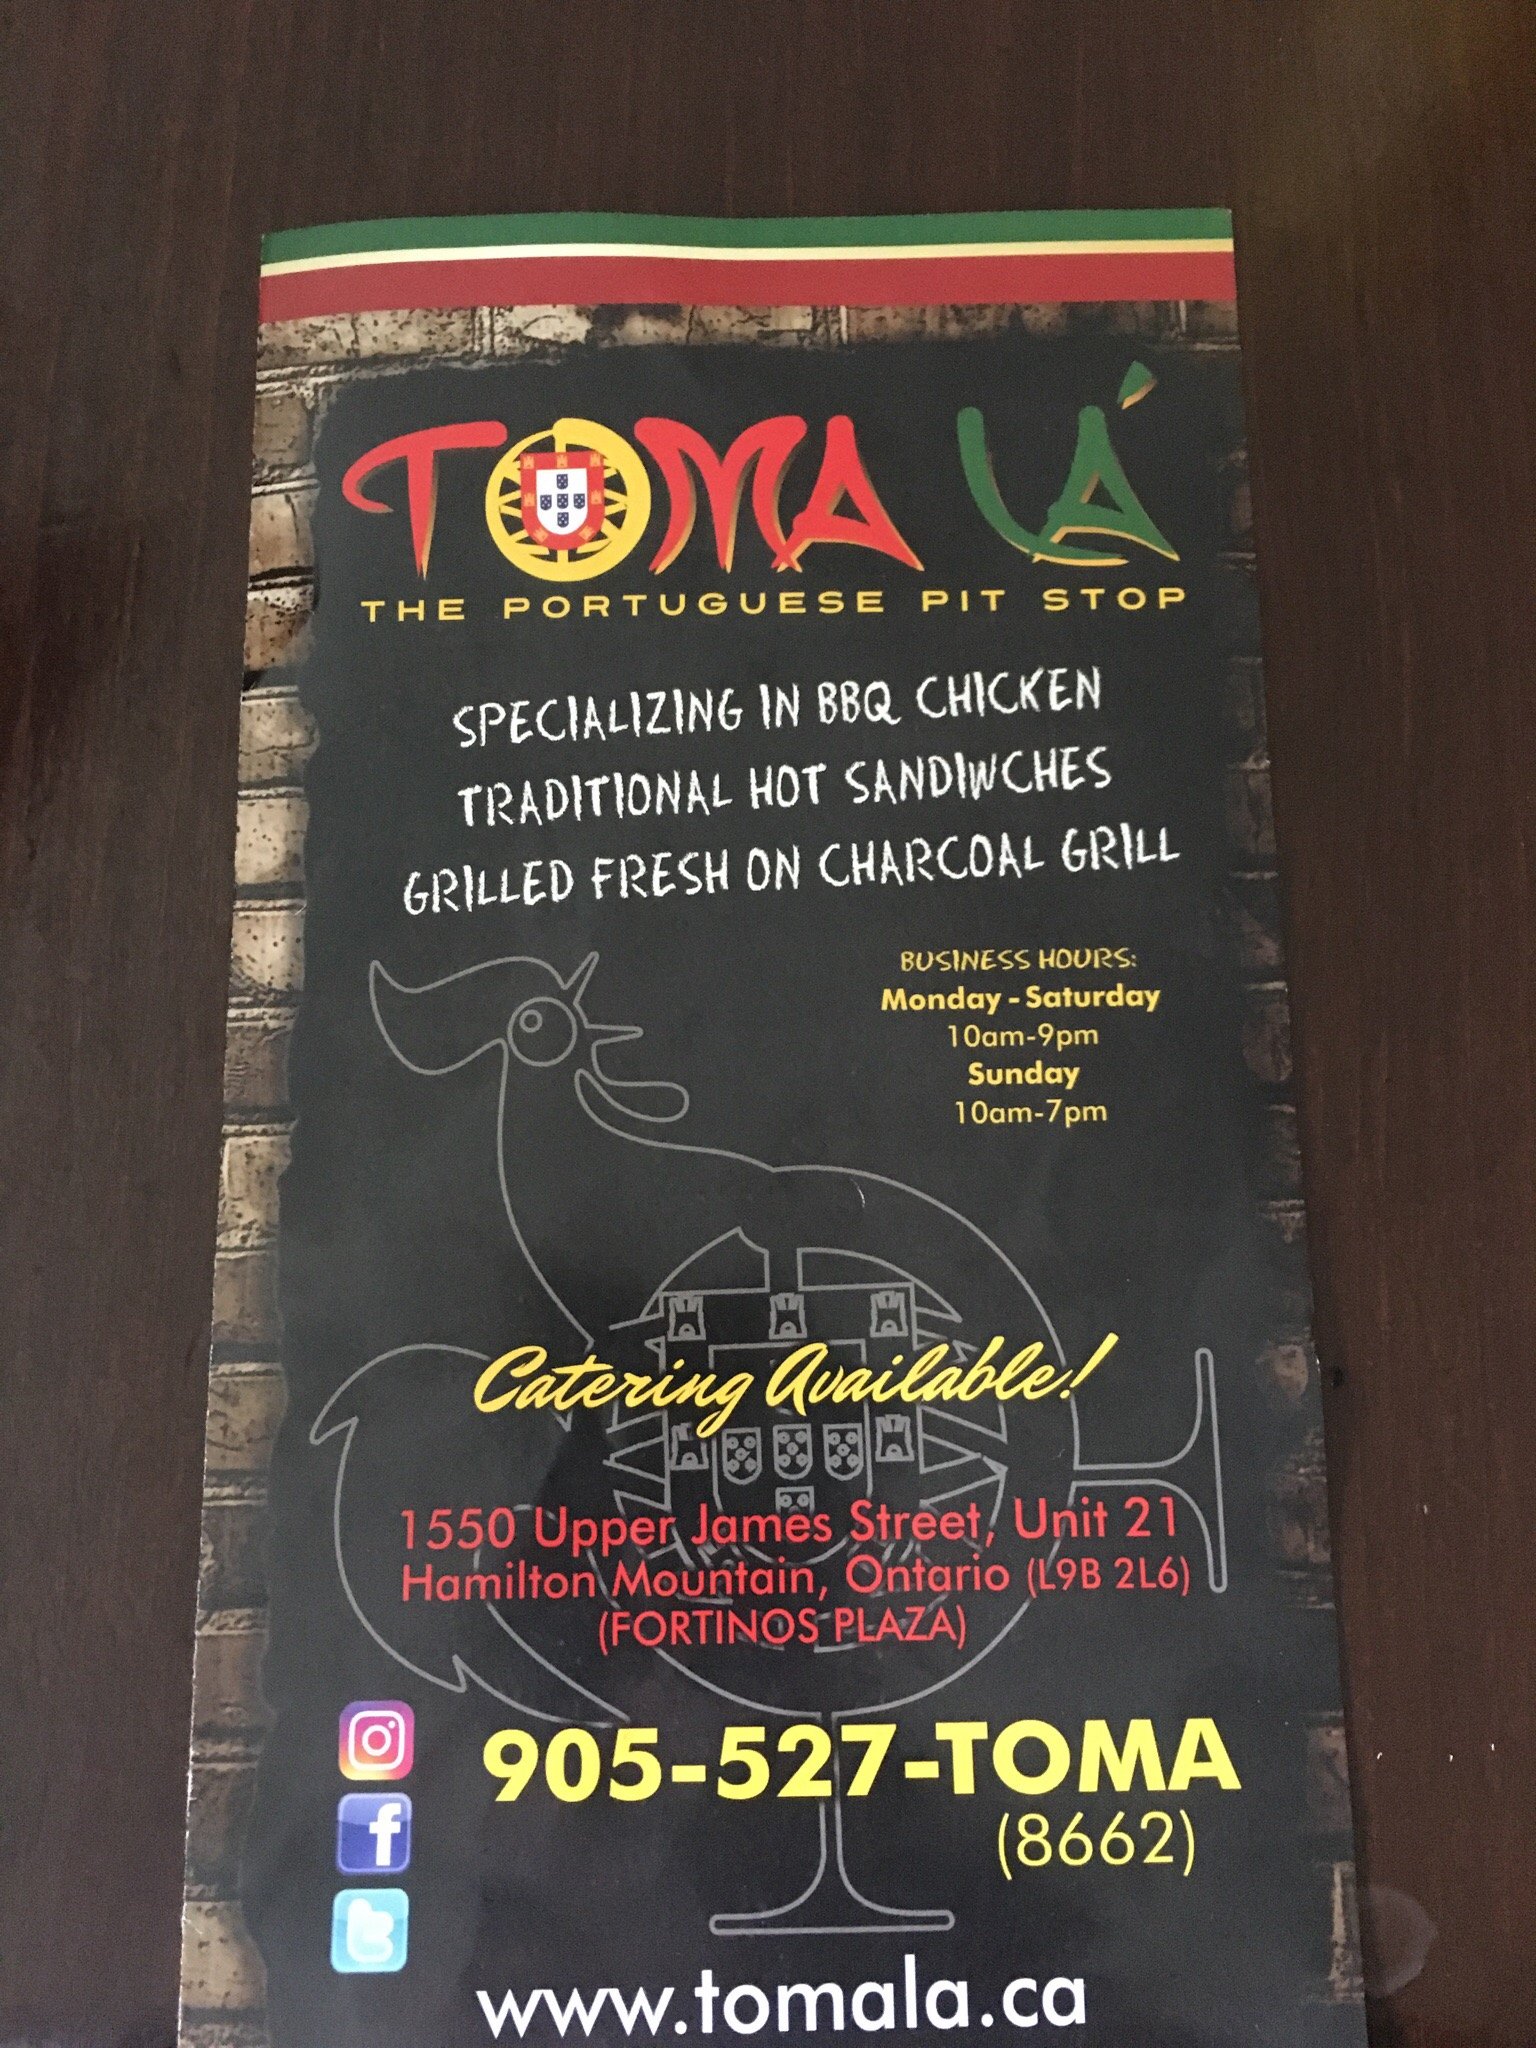 TOMA LÁ
THE PORTUGUESE PIT STOP
SPECIALIZING IN BBQ CHICKEN
TRADITIONAL HOT SANDIWCHES
GRILLED FRESH ON CHARCOAL GRILL
BUSINESS HOURS:
Monday - Saturday
10am-9pm
Sunday
10am-7pm
Catering Available!
1550 Upper James Street, Unit 21
Hamilton Mountain, Ontario (L9B 2L6)
(FORTINOS PLAZA)
905-527-TOMA
(8662)
www.tomala.ca